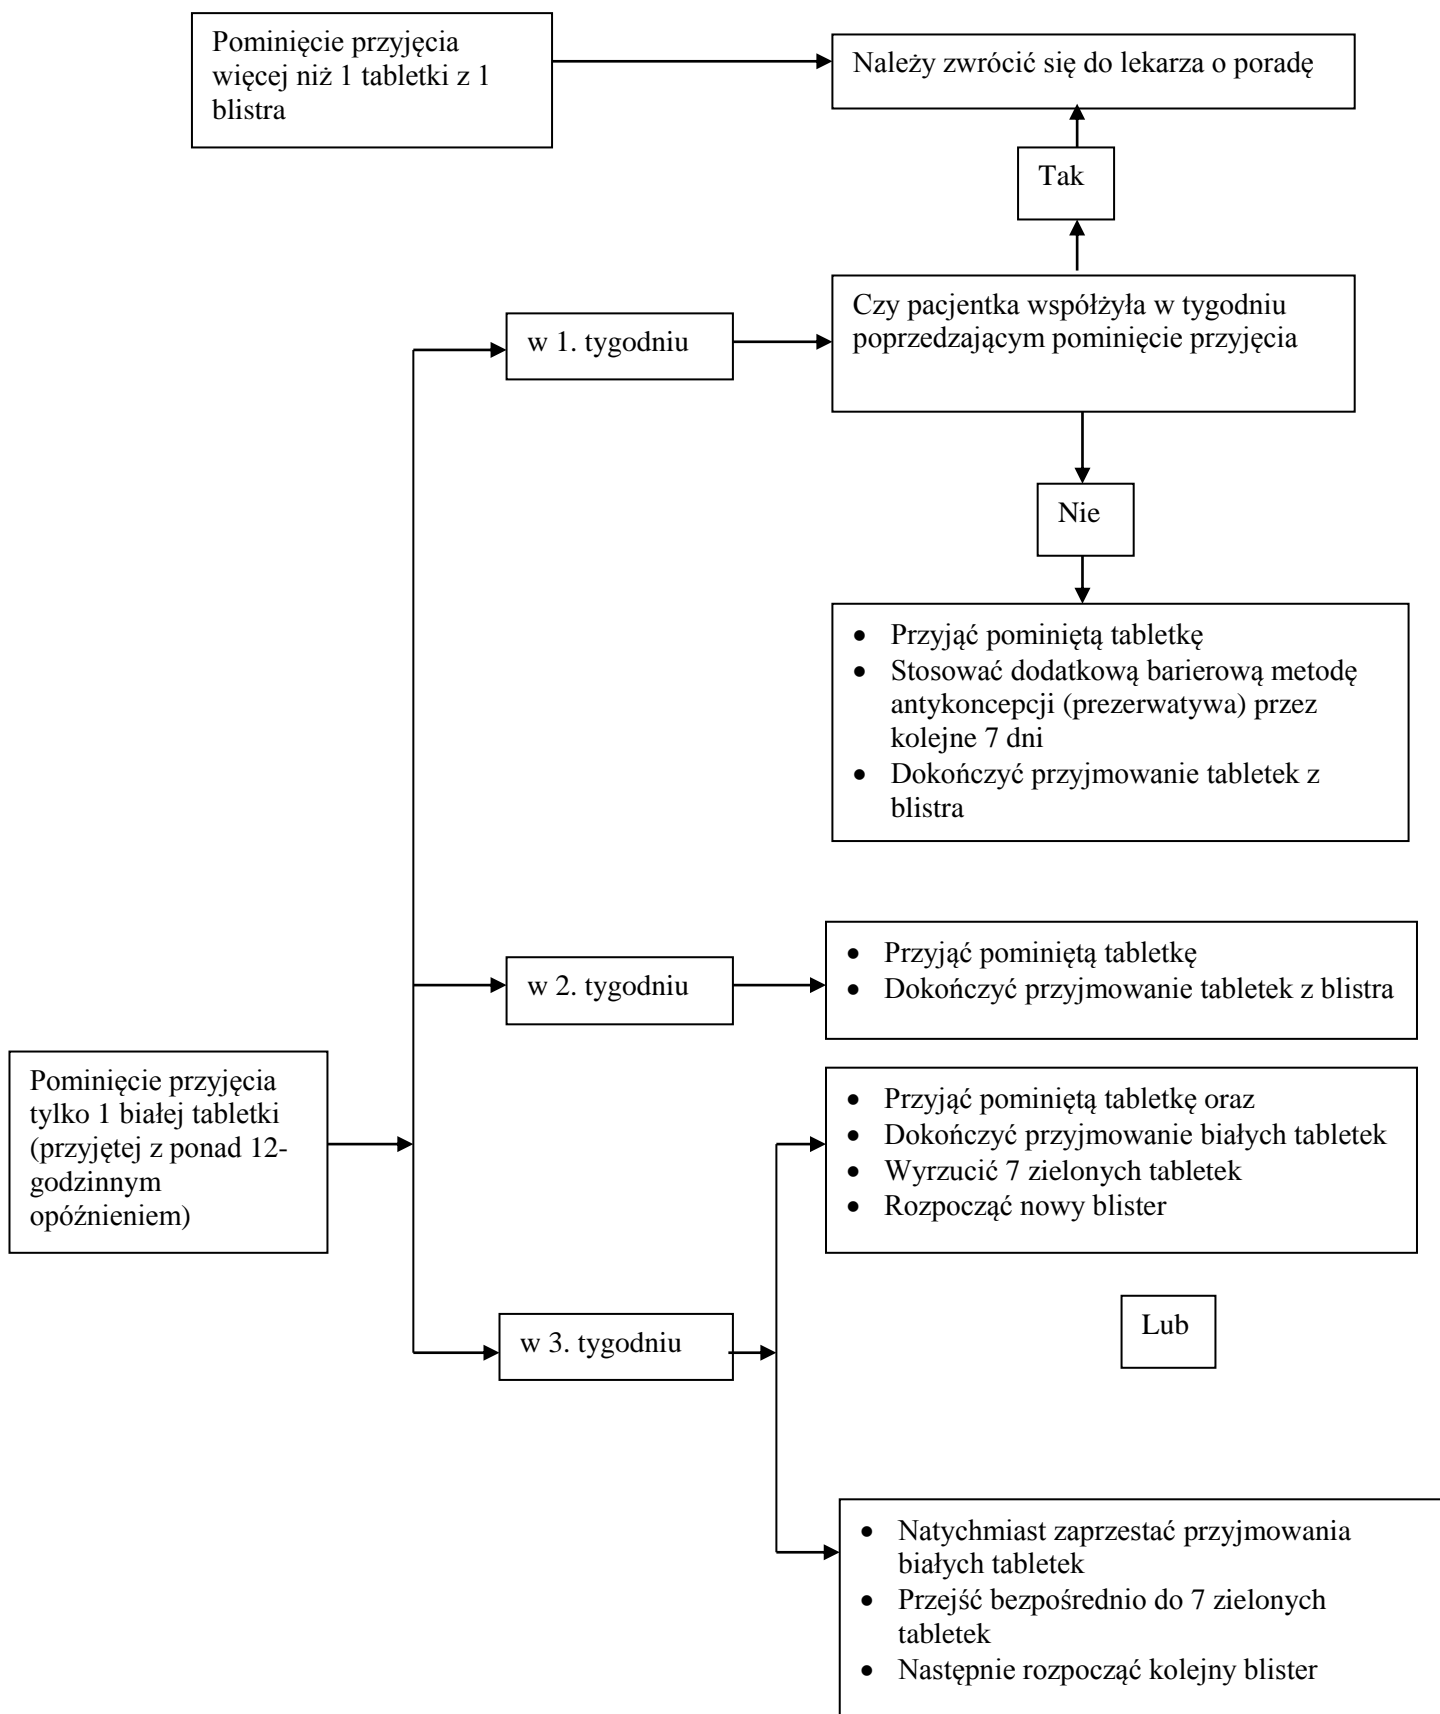 Pominięcie przyjęcia
więcej niż 1 tabletki z 1
blistra
Należy zwrócić się do lekarza o poradę
Tak
Czy pacjentka współżyła w tygodniu
poprzedzającym pominięcie przyjęcia
w 1. tygodniu
Nie
• Przyjąć pominiętą tabletkę
• Stosować dodatkową barierową metodę
antykoncepcji (prezerwatywa) przez
kolejne 7 dni
• Dokończyć przyjmowanie tabletek z
blistra
w 2. tygodniu
• Przyjąć pominiętą tabletkę
• Dokończyć przyjmowanie tabletek z blistra
Pominięcie przyjęcia
tylko 1 białej tabletki
(przyjętej z ponad 12-
godzinnym
opóźnieniem)
• Przyjąć pominiętą tabletkę oraz
• Dokończyć przyjmowanie białych tabletek
• Wyrzucić 7 zielonych tabletek
• Rozpocząć nowy blister
w 3. tygodniu
Lub
• Natychmiast zaprzestać przyjmowania
białych tabletek
• Przejść bezpośrednio do 7 zielonych
tabletek
• Następnie rozpocząć kolejny blister